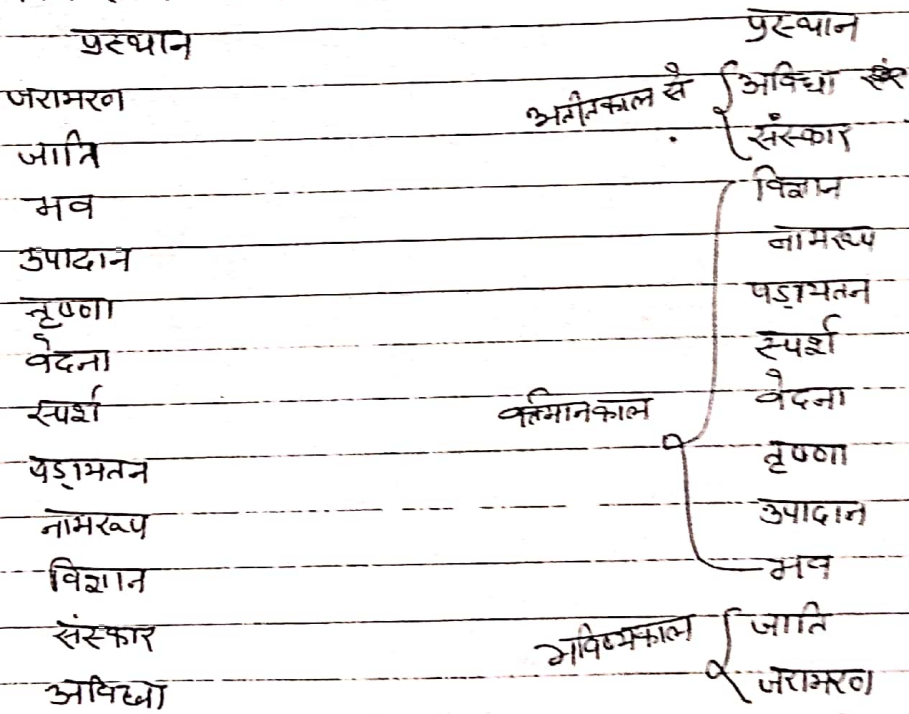 प्रस्थान
जरामरण
जाति
भव
उपादान
तृष्णा
वेदना
स्पर्श
षड़ायतन
नामरूप
विज्ञान
संस्कार
अविद्या
प्रस्थान
अतीतकाल से
अविद्या
संस्कार
वर्तमानकाल
विज्ञान
नामरूप
षड़ायतन
स्पर्श
वेदना
तृष्णा
उपादान
भव
भविष्यकाल
जाति
जरामरण